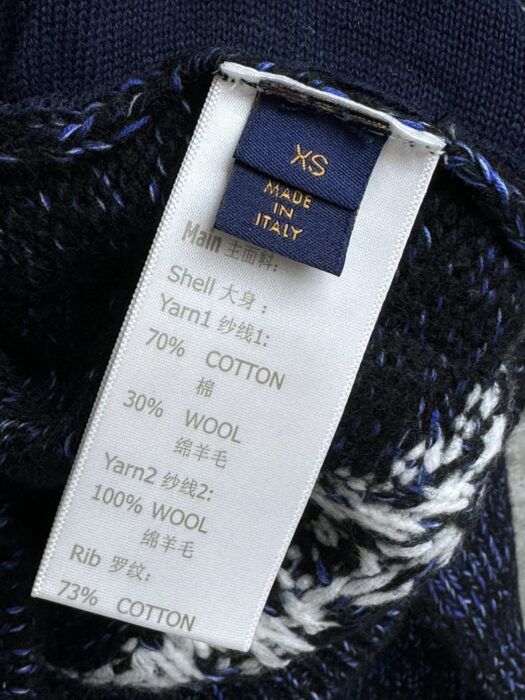 XS
MADE
IN
ITALY
Main 主面料:
Shell 大身：
Yarn1 纱线1:
70% COTTON
棉
30% WOOL
绵羊毛
Yarn2 纱线2:
100% WOOL
绵羊毛
Rib 罗纹：
73% COTTON